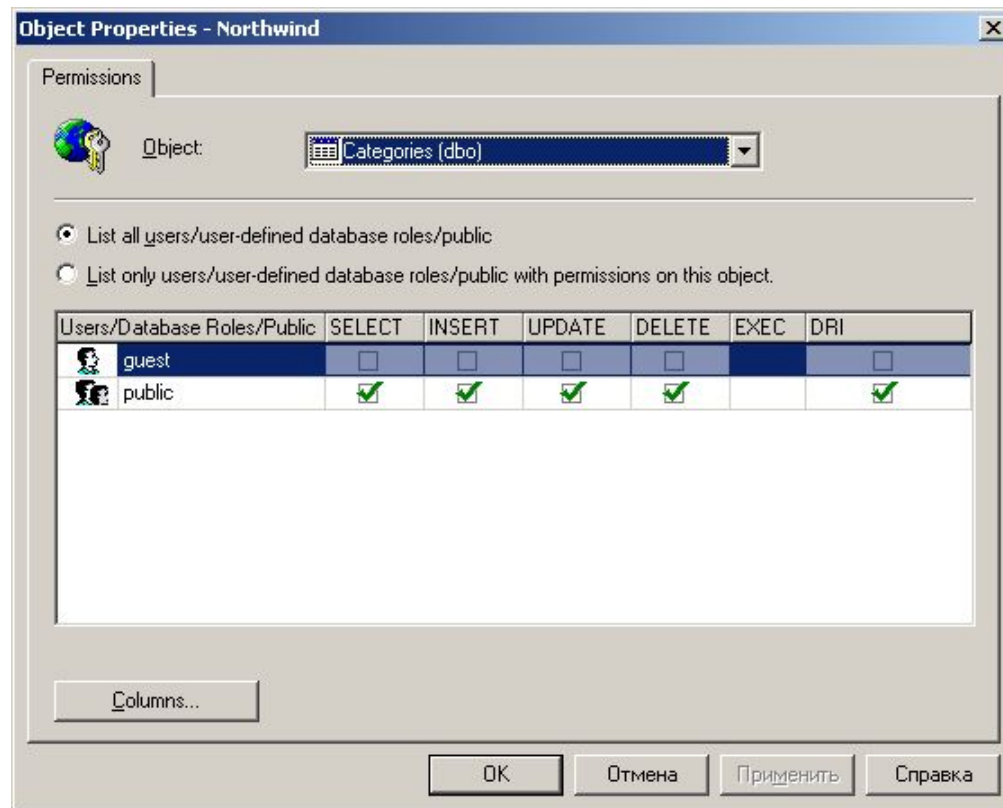 Object Properties - Northwind
Permissions
Object: Categories (dbo)
List all users/user-defined database roles/public
List only users/user-defined database roles/public with permissions on this object.
Users/Database Roles/Public SELECT INSERT UPDATE DELETE EXEC DRI
guest
public
Columns...
OK Отмена Применить Справка